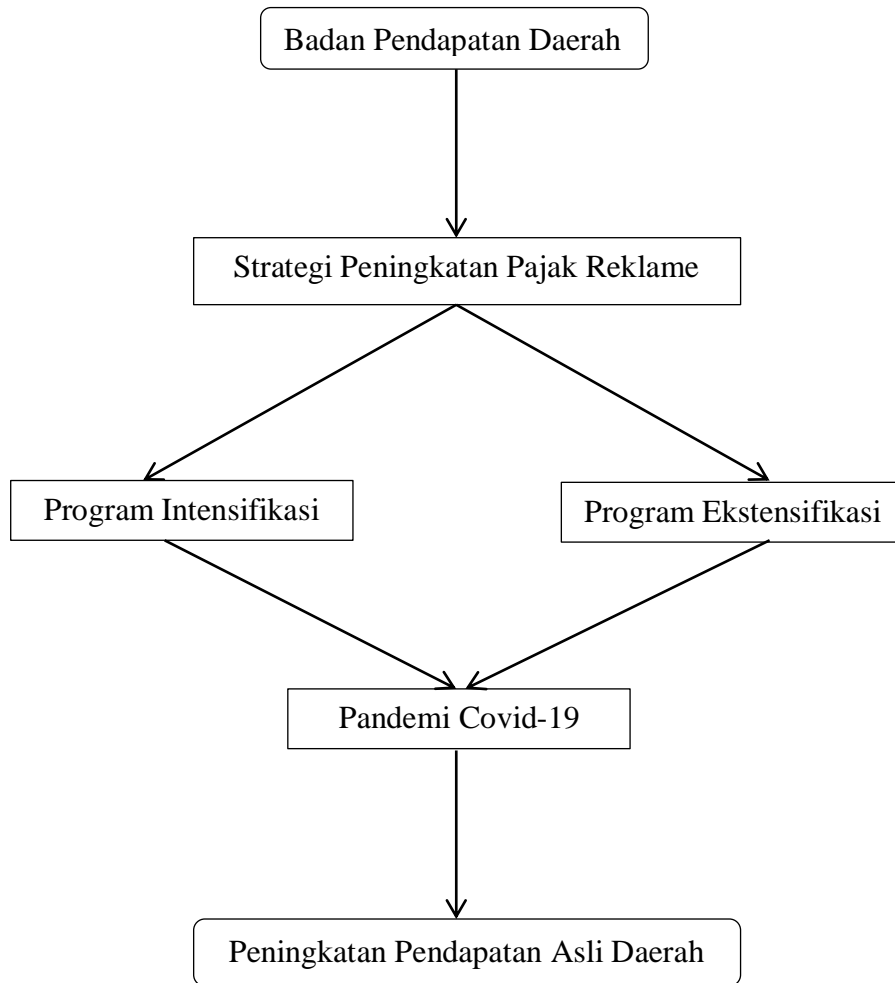 Badan Pendapatan Daerah
Strategi Peningkatan Pajak Reklame
Program Intensifikasi
Program Ekstensifikasi
Pandemi Covid-19
Peningkatan Pendapatan Asli Daerah